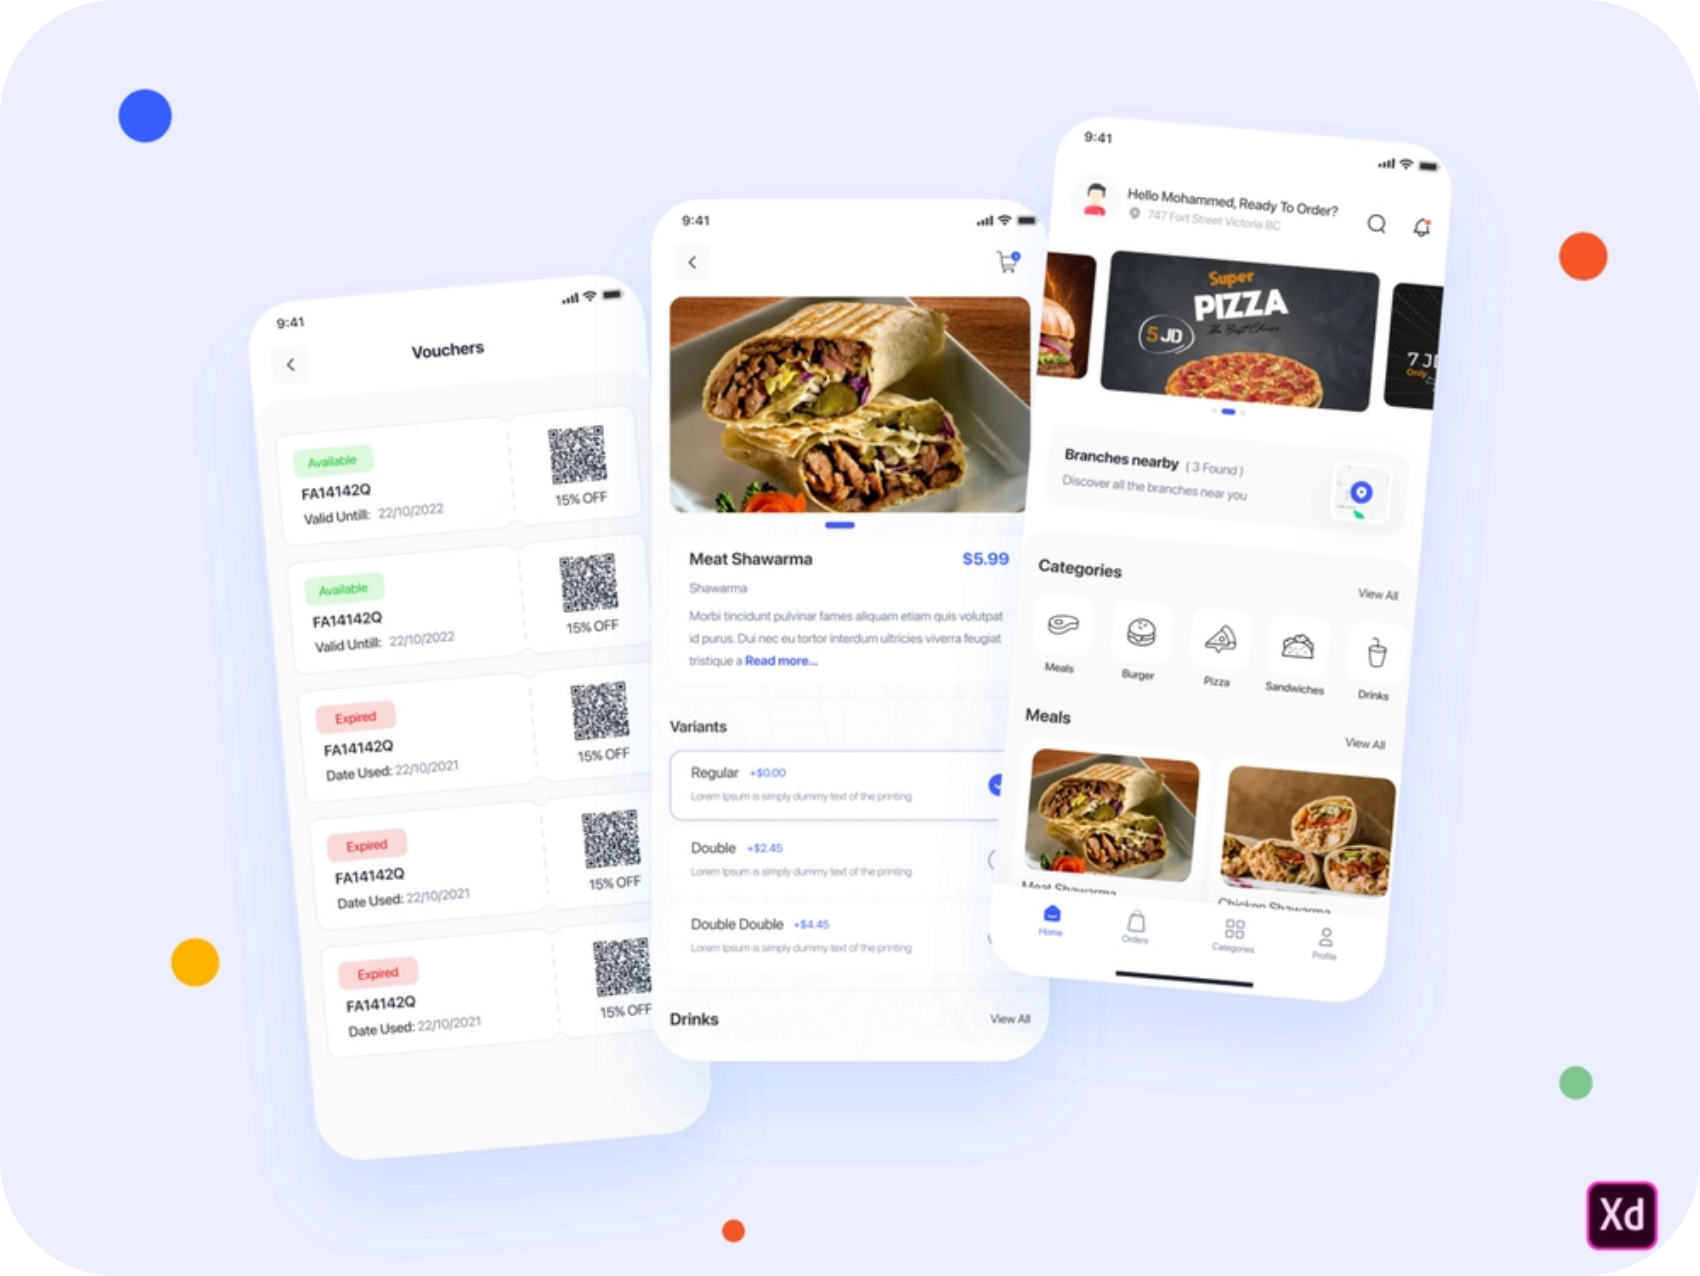 9:41
Vouchers
Available
FA14142Q
Valid Untill: 22/10/2022
15% OFF
Available
FA14142Q
Valid Untill: 22/10/2022
15% OFF
Expired
FA14142Q
Date Used: 22/10/2021
15% OFF
Expired
FA14142Q
Date Used: 22/10/2021
15% OFF
Expired
FA14142Q
Date Used: 22/10/2021
15% OFF
9:41
Meat Shawarma
$5.99
Shawarma
Morbi tincidunt pulvinar fames aliquam etiam quis volutpat
id purus. Dui nec eu tortor interdum ultricies viverra feugiat
tristique a Read more...
Variants
Regular +$0.00
Lorem Ipsum is simply dummy text of the printing
Double +$2.45
Lorem Ipsum is simply dummy text of the printing
Double Double +$4.45
Lorem Ipsum is simply dummy text of the printing
Drinks
View All
9:41
Hello Mohammed, Ready To Order?
747 Fort Street Victoria BC
Super
PIZZA
The Best Choice
5 JD
Only
Branches nearby ( 3 Found )
Discover all the branches near you
Categories
View All
Meals
Burger
Pizza
Sandwiches
Drinks
Meals
View All
Meat Shawarma
Chicken Shawarma
Home
Orders
Categories
Profile
Xd